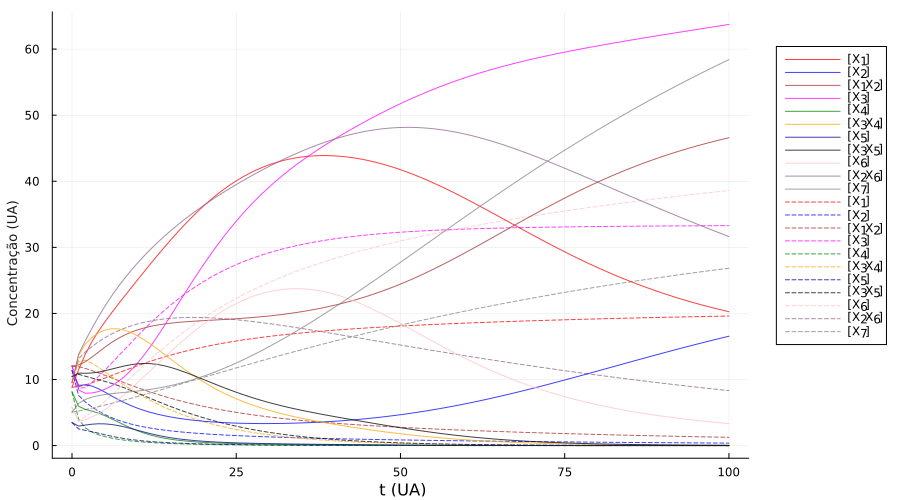 Concentração (UA)
60
50
40
30
20
10
0
0 25 50 75 100
t (UA)
[X₁]
[X₂]
[X₁X₂]
[X₃]
[X₄]
[X₃X₄]
[X₅]
[X₃X₅]
[X₆]
[X₂X₆]
[X₇]
[X₁]
[X₂]
[X₁X₂]
[X₃]
[X₄]
[X₃X₄]
[X₅]
[X₃X₅]
[X₆]
[X₂X₆]
[X₇]